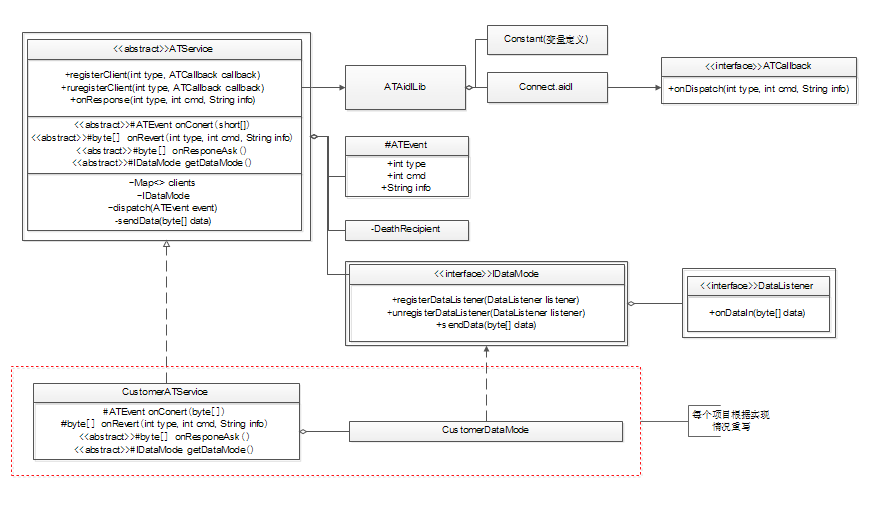 <<abstract>>ATService
+registerClient(int type, ATCallback callback)
+ruregisterClient(int type, ATCallback callback)
+onResponse(int type, int cmd, String info)
<<abstract>>#ATEvent onConert(short[])
<<abstract>>#byte[] onRevert(int type, int cmd, String info)
<<abstract>>#byte[] onResponeAsk()
<<abstract>>#IDataMode getDataMode()
-Map<> clients
-IDataMode
-dispatch(ATEvent event)
-sendData(byte[] data)
ATAidlLib
Constant(变量定义)
Connect.aidl
<<interface>>ATCallback
+onDispatch(int type, int cmd, String info)
#ATEvent
+int type
+int cmd
+String info
-DeathRecipient
<<interface>>IDataMode
+registerDataListener(DataListener listener)
+unregisterDataListener(DataListener listener)
+sendData(byte[] data)
<<interface>>DataListener
+onDataIn(byte[] data)
CustomerATService
#ATEvent onConert(byte[])
#byte[] onRevert(int type, int cmd, String info)
<<abstract>>#byte[] onResponeAsk()
<<abstract>>#IDataMode getDataMode()
CustomerDataMode
每个项目根据实现
情况重写